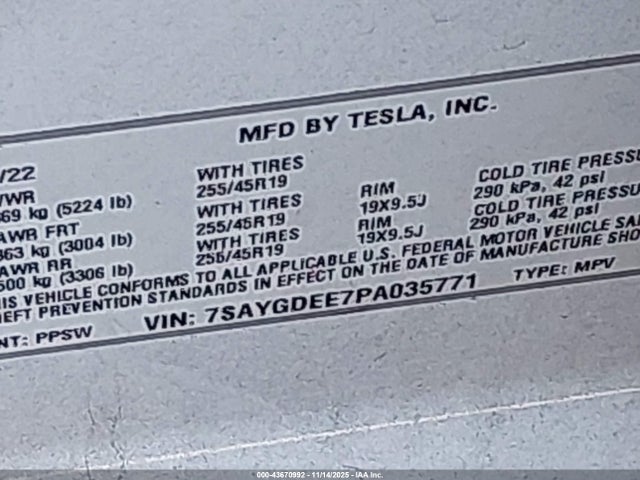 MFD BY TESLA, INC.
/22
WR WITH TIRES RIM COLD TIRE PRESSU
69 kg (5224 lb) 255/45R19 19X9.5J 290 kPa, 42 psi
AWR FRT WITH TIRES RIM COLD TIRE PRESSU
363 kg (3004 lb) 255/45R19 19X9.5J 290 kPa, 42 psi
AWR RR WITH TIRES
500 kg (3306 lb) 255/45R19
IS VEHICLE CONFORMS TO ALL APPLICABLE U.S. FEDERAL MOTOR VEHICLE SA
EFT PREVENTION STANDARDS IN EFFECT ON THE DATE OF MANUFACTURE SHO
NT: PPSW VIN: 7SAYGDEE7PA035771 TYPE: MPV
000-43670992 - 11/14/2025 - IAA Inc.